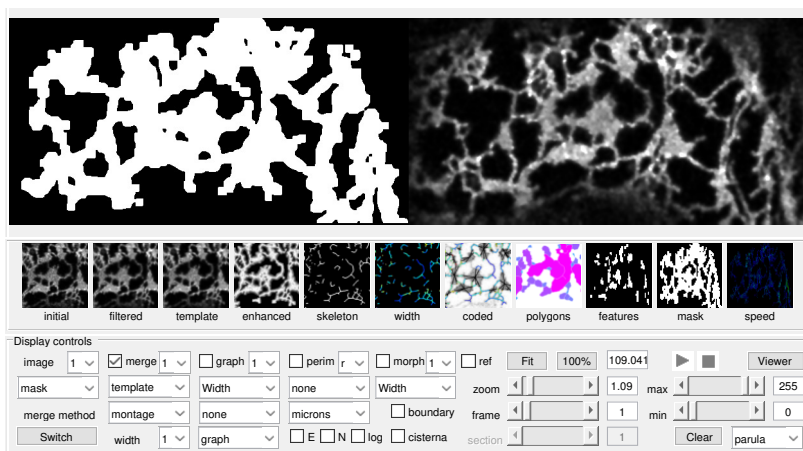 initial filtered template enhanced skeleton width coded polygons features mask speed
Display controls
image 1 merge 1 graph 1 perim r morph 1 ref Fit 100% 109.041 Viewer
mask template Width none Width zoom 1.09 max 255
merge method montage none microns boundary frame 1 min 0
Switch width 1 graph E N log cisterna section 1 Clear parula